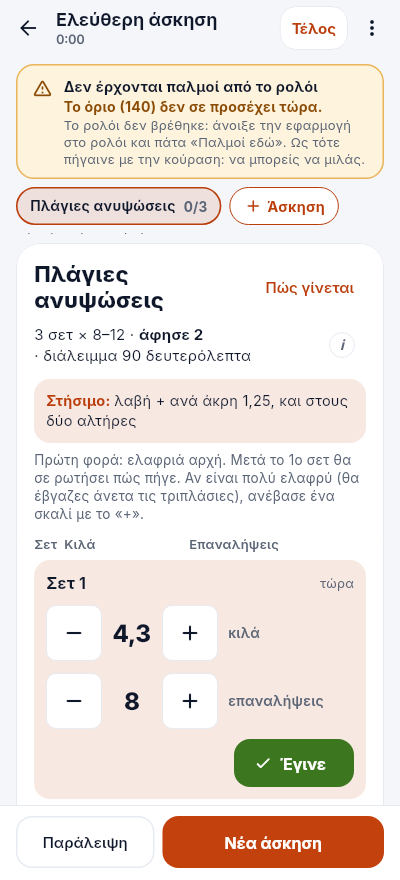 Ελεύθερη άσκηση
0:00
Τέλος
Δεν έρχονται παλμοί από το ρολόι
Το όριο (140) δεν σε προσέχει τώρα.
Το ρολόι δεν βρέθηκε: άνοιξε την εφαρμογή
στο ρολόι και πάτα «Παλμοί εδώ». Ως τότε
πήγαινε με την κούραση: να μπορείς να μιλάς.
Πλάγιες ανυψώσεις 0/3
+ Άσκηση
Πλάγιες
ανυψώσεις
Πώς γίνεται
3 σετ × 8–12 · άφησε 2
· διάλειμμα 90 δευτερόλεπτα
i
Στήσιμο: λαβή + ανά άκρη 1,25, και στους
δύο αλτήρες
Πρώτη φορά: ελαφριά αρχή. Μετά το 1ο σετ θα
σε ρωτήσει πώς πήγε. Αν είναι πολύ ελαφρύ (θα
έβγαζες άνετα τις τριπλάσιες), ανέβασε ένα
σκαλί με το «+».
Σετ Κιλά Επαναλήψεις
Σετ 1 τώρα
− 4,3 + κιλά
− 8 + επαναλήψεις
Έγινε
Παράλειψη
Νέα άσκηση